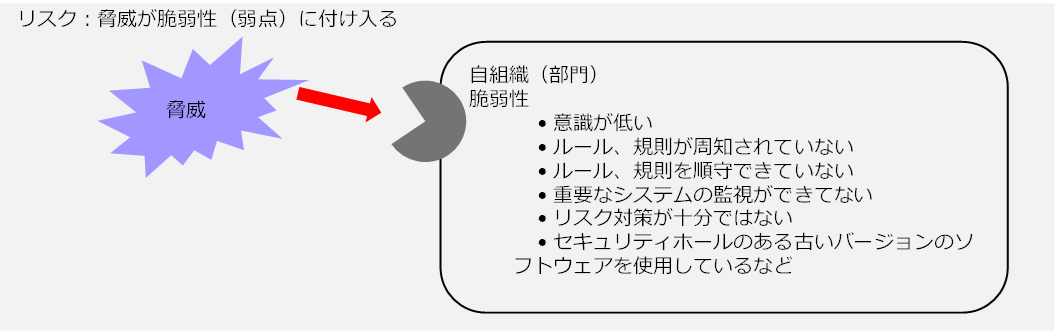 リスク：脅威が脆弱性（弱点）に付け入る
脅威
自組織（部門）
脆弱性
● 意識が低い
● ルール、規則が周知されていない
● ルール、規則を順守できていない
● 重要なシステムの監視ができてない
● リスク対策が十分ではない
● セキュリティホールのある古いバージョンのソ
フトウェアを使用しているなど